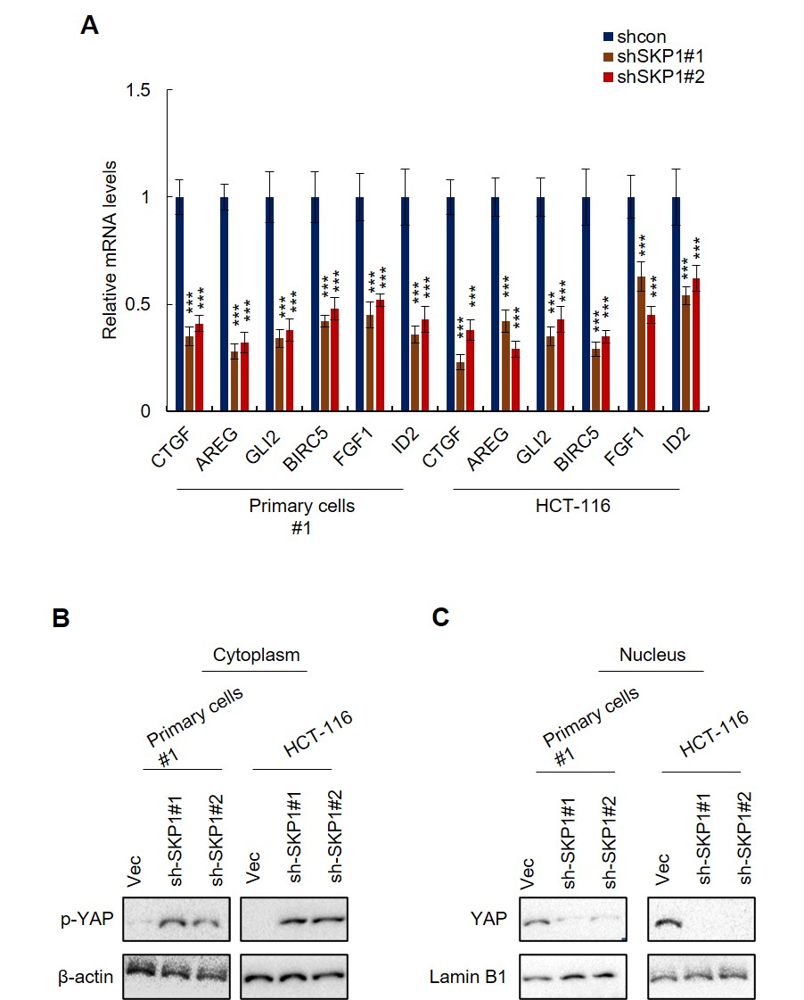 A
shcon
shSKP1#1
shSKP1#2
1.5
1
0.5
0
Relative mRNA levels
*** *** *** *** *** *** *** *** *** *** *** *** *** *** *** *** *** *** *** *** *** *** *** ***
CTGF AREG GLI2 BIRC5 FGF1 ID2 CTGF AREG GLI2 BIRC5 FGF1 ID2
Primary cells HCT-116
#1
B
Cytoplasm
Primary cells HCT-116
#1
Vec sh-SKP1#1 sh-SKP1#2 Vec sh-SKP1#1 sh-SKP1#2
p-YAP
β-actin
C
Nucleus
Primary cells HCT-116
#1
Vec sh-SKP1#1 sh-SKP1#2 Vec sh-SKP1#1 sh-SKP1#2
YAP
Lamin B1